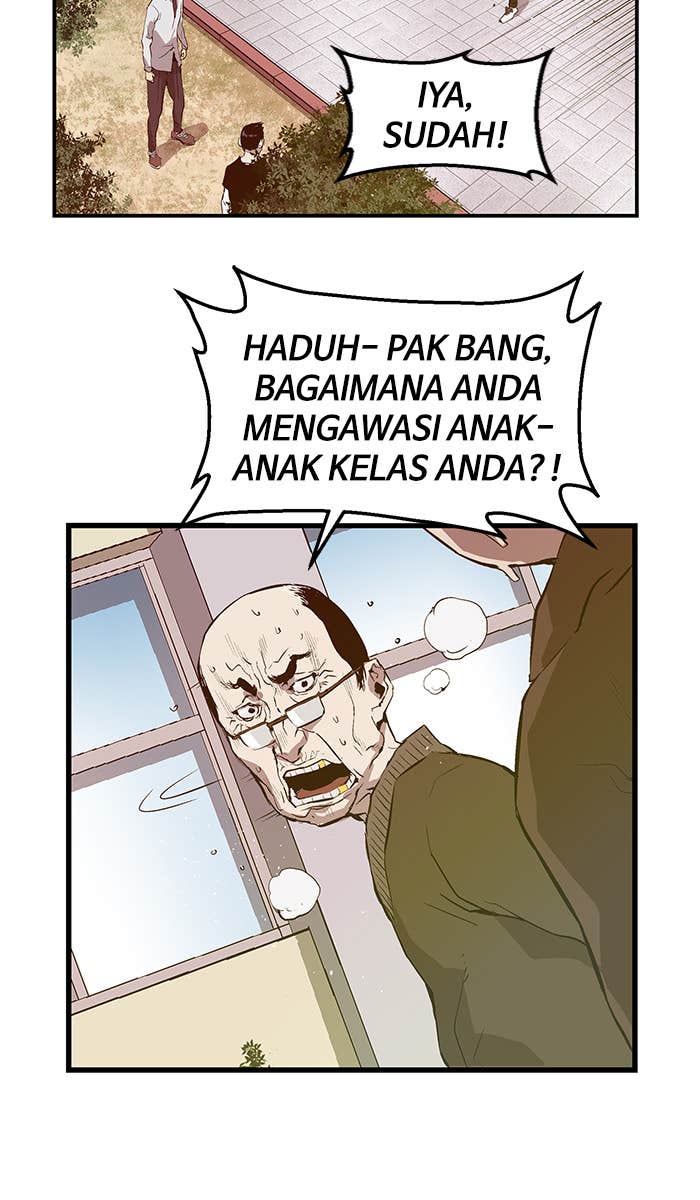 IYA,
SUDAH!
HADUH- PAK BANG,
BAGAIMANA ANDA
MENGAWASI ANAK-
ANAK KELAS ANDA?!